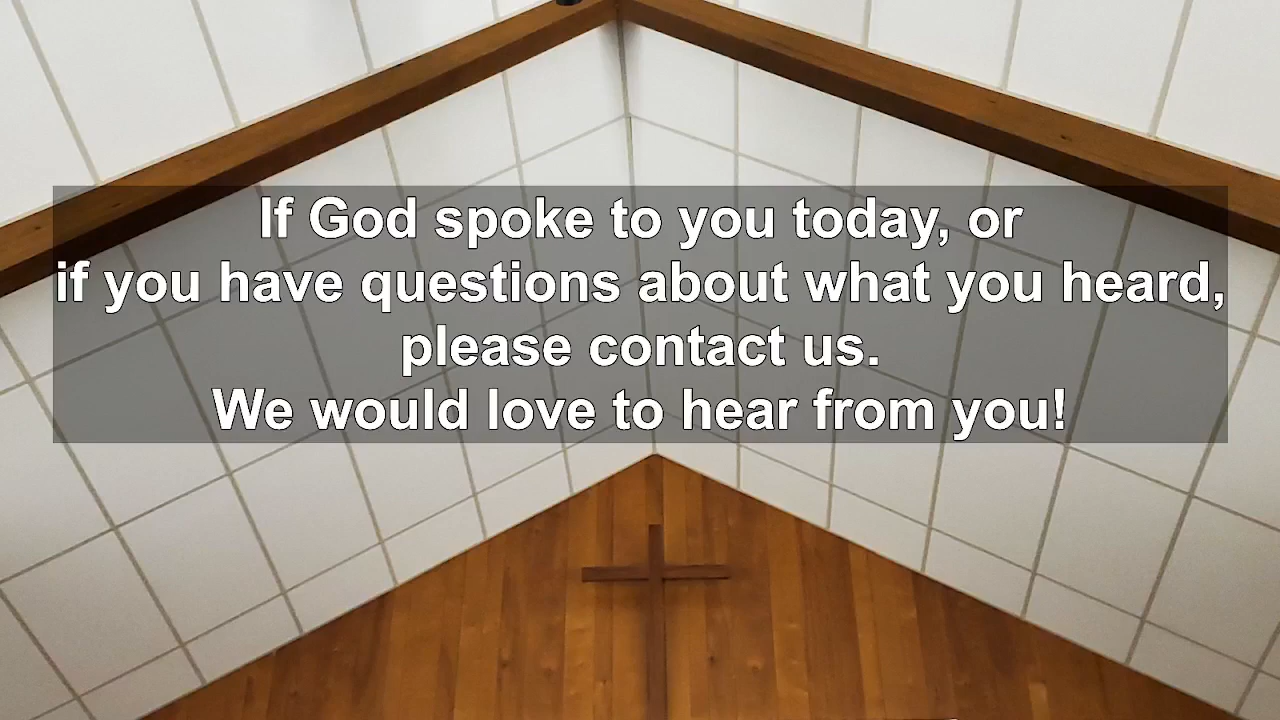 If God spoke to you today, or
if you have questions about what you heard,
please contact us.
We would love to hear from you!